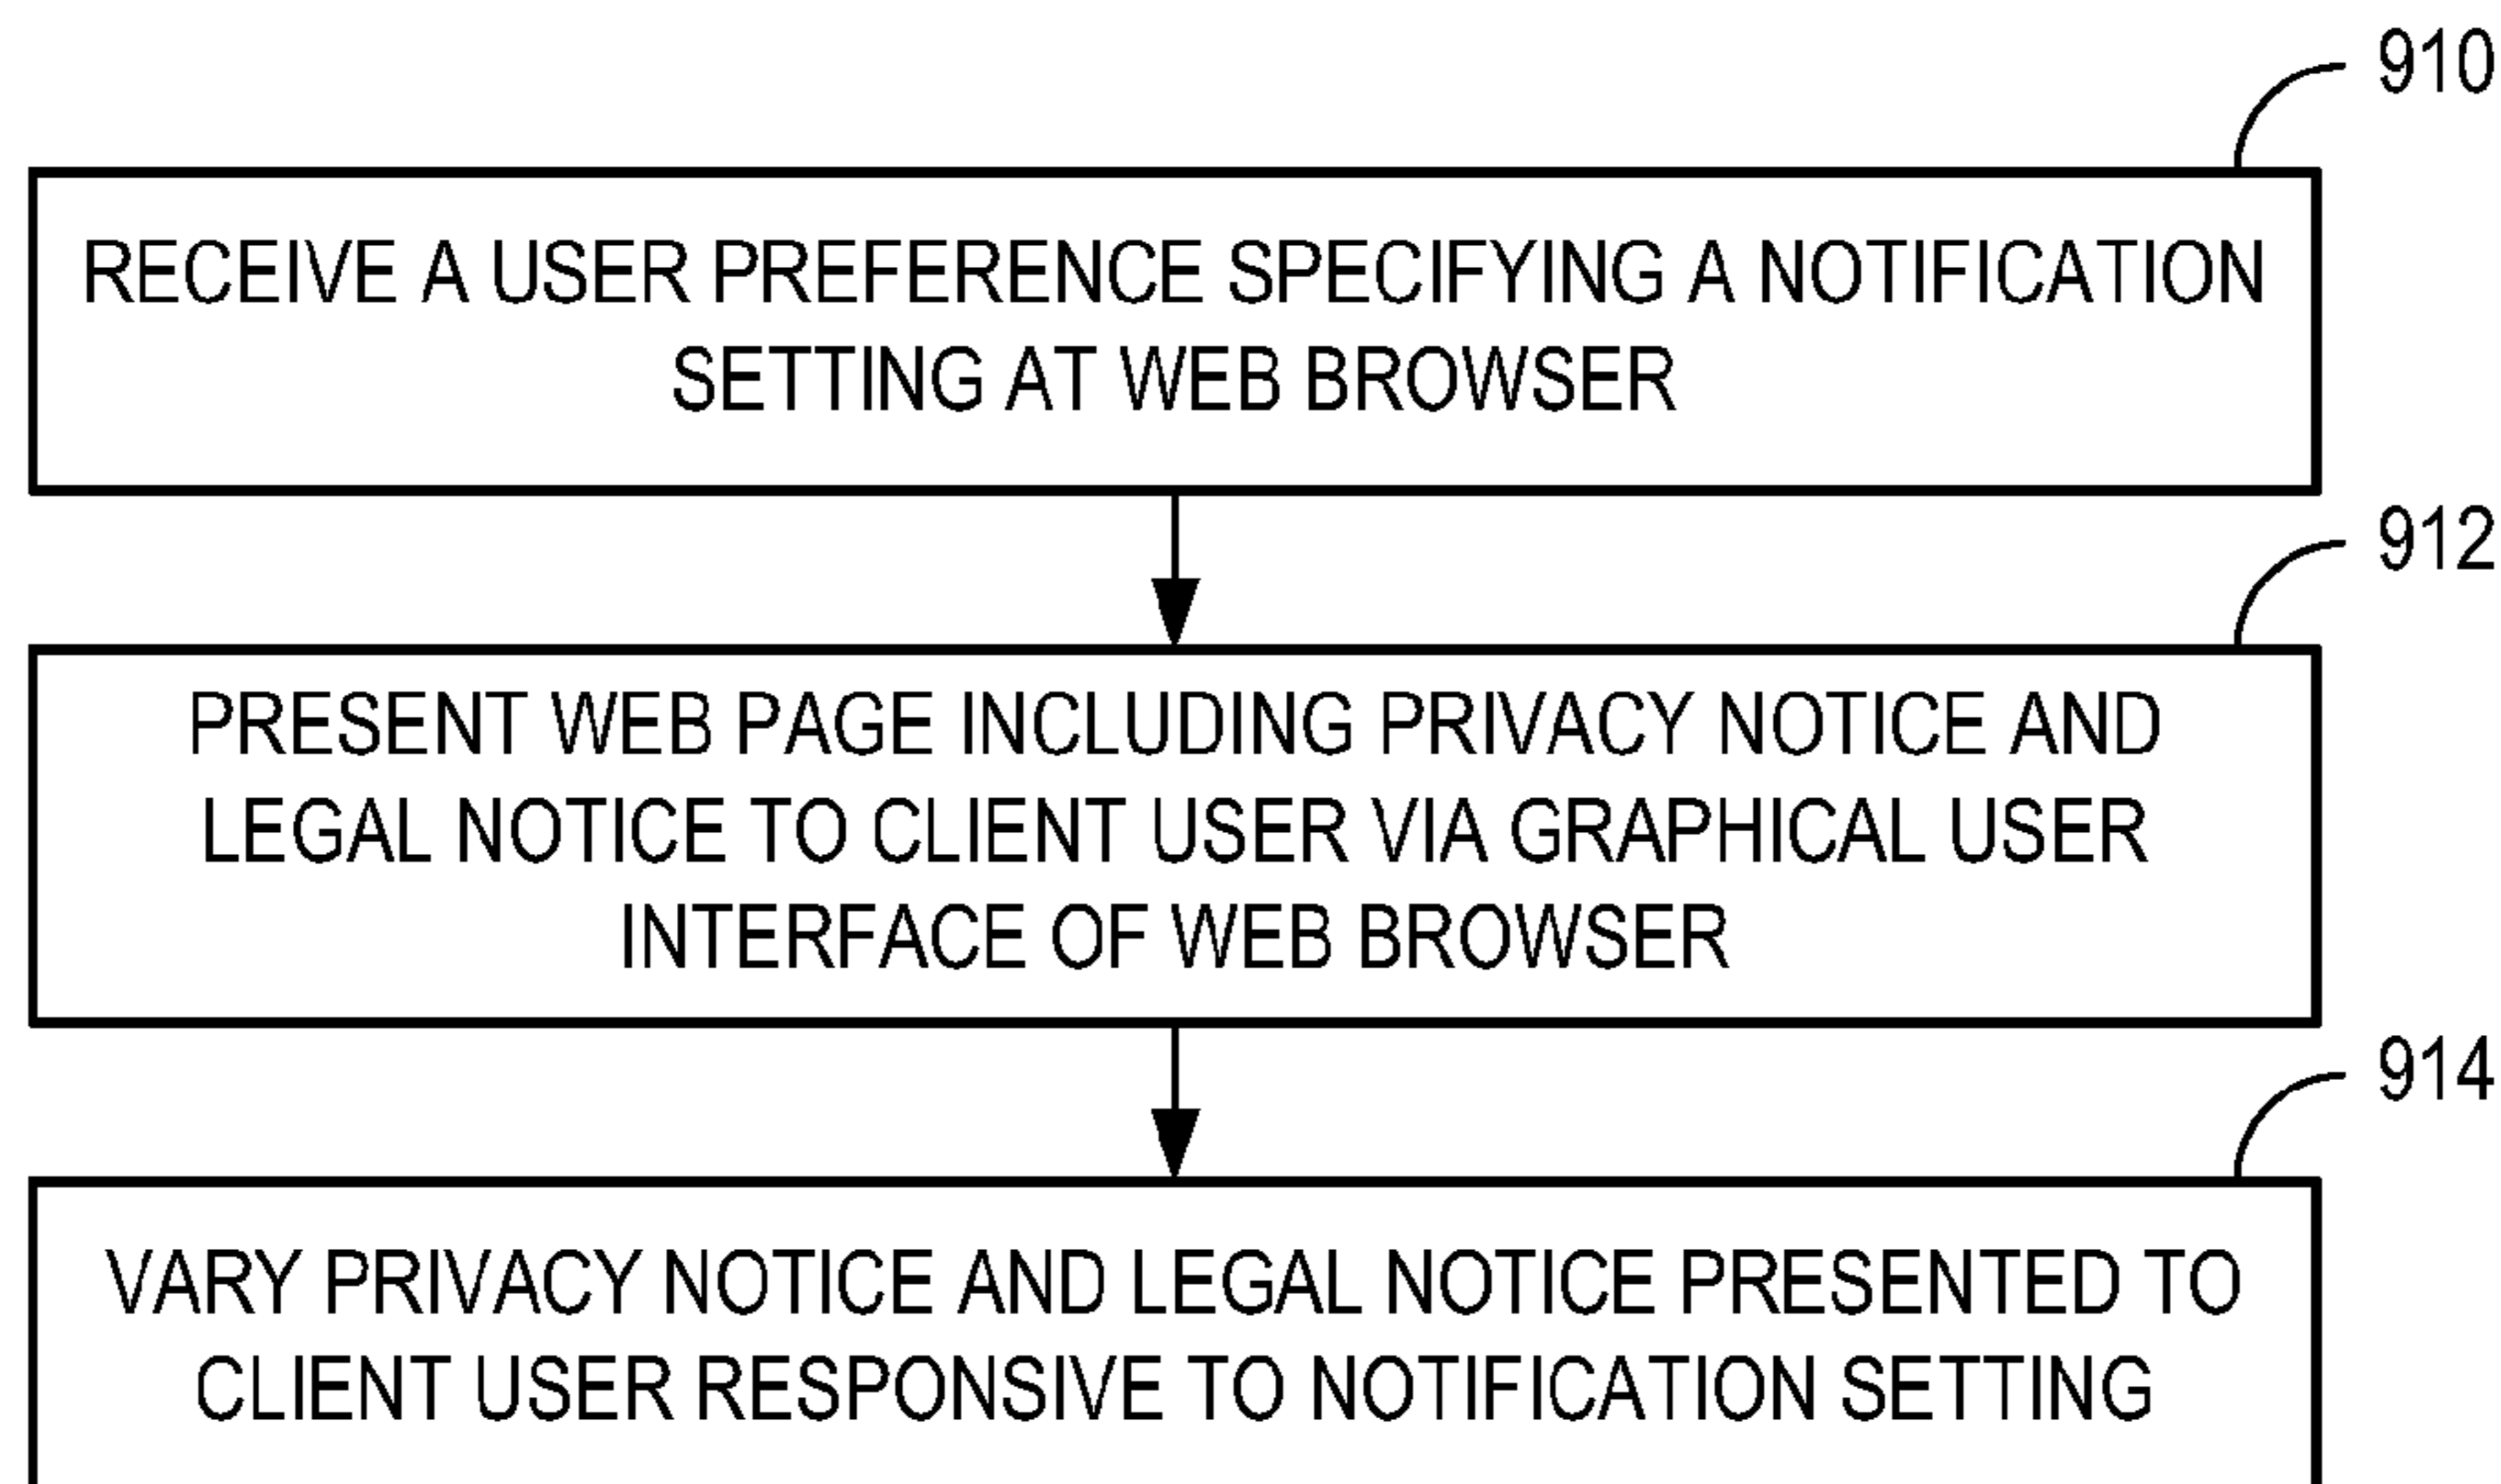 910
RECEIVE A USER PREFERENCE SPECIFYING A NOTIFICATION
SETTING AT WEB BROWSER
912
PRESENT WEB PAGE INCLUDING PRIVACY NOTICE AND
LEGAL NOTICE TO CLIENT USER VIA GRAPHICAL USER
INTERFACE OF WEB BROWSER
914
VARY PRIVACY NOTICE AND LEGAL NOTICE PRESENTED TO
CLIENT USER RESPONSIVE TO NOTIFICATION SETTING